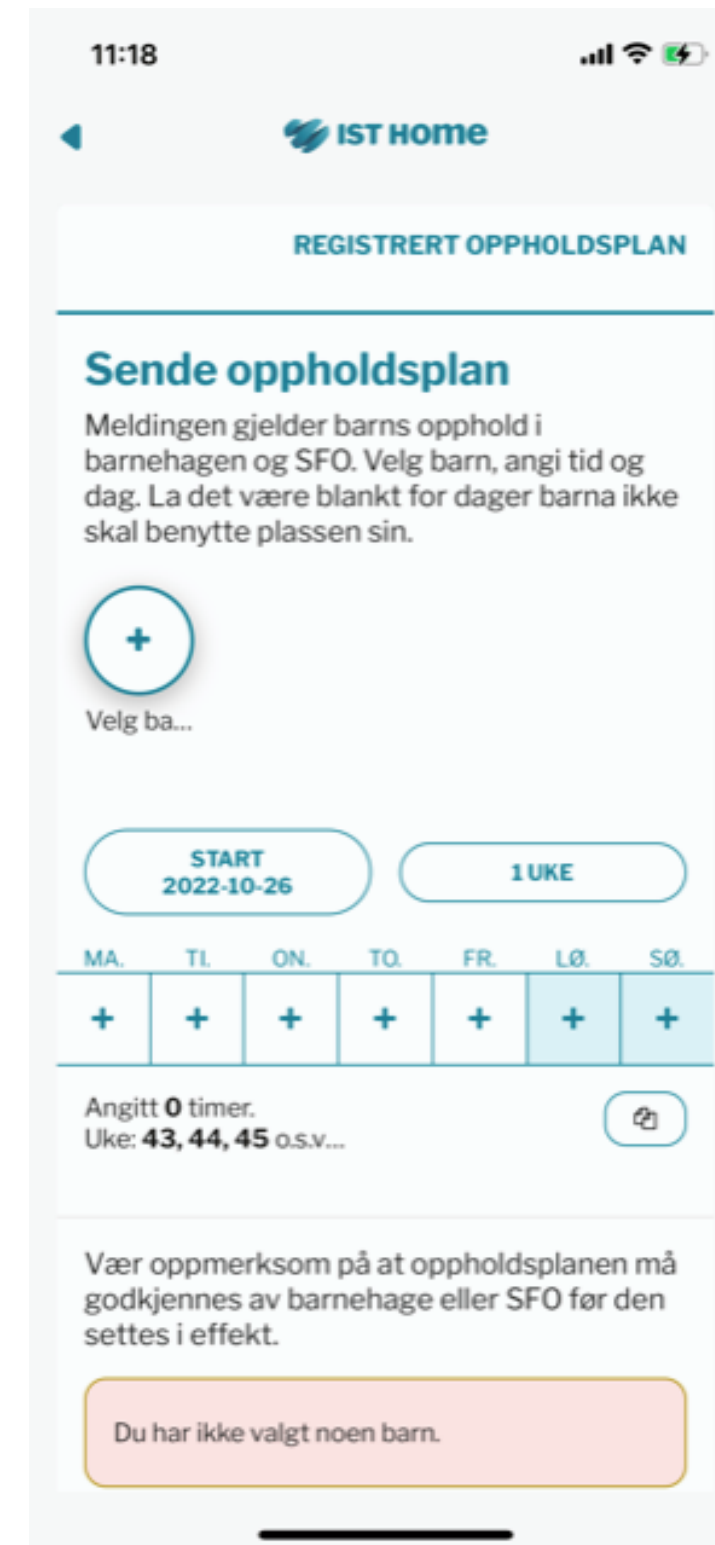 11:18
IST Home
REGISTRERT OPPHOLDSPLAN
Sende oppholdsplan
Meldingen gjelder barns opphold i
barnehagen og SFO. Velg barn, angi tid og
dag. La det være blankt for dager barna ikke
skal benytte plassen sin.
+
Velg ba...
START
2022-10-26
1 UKE
MA. TI. ON. TO. FR. LØ. SØ.
+ + + + + + +
Angitt 0 timer.
Uke: 43, 44, 45 o.s.v...
Vær oppmerksom på at oppholdsplanen må
godkjennes av barnehage eller SFO før den
settes i effekt.
Du har ikke valgt noen barn.